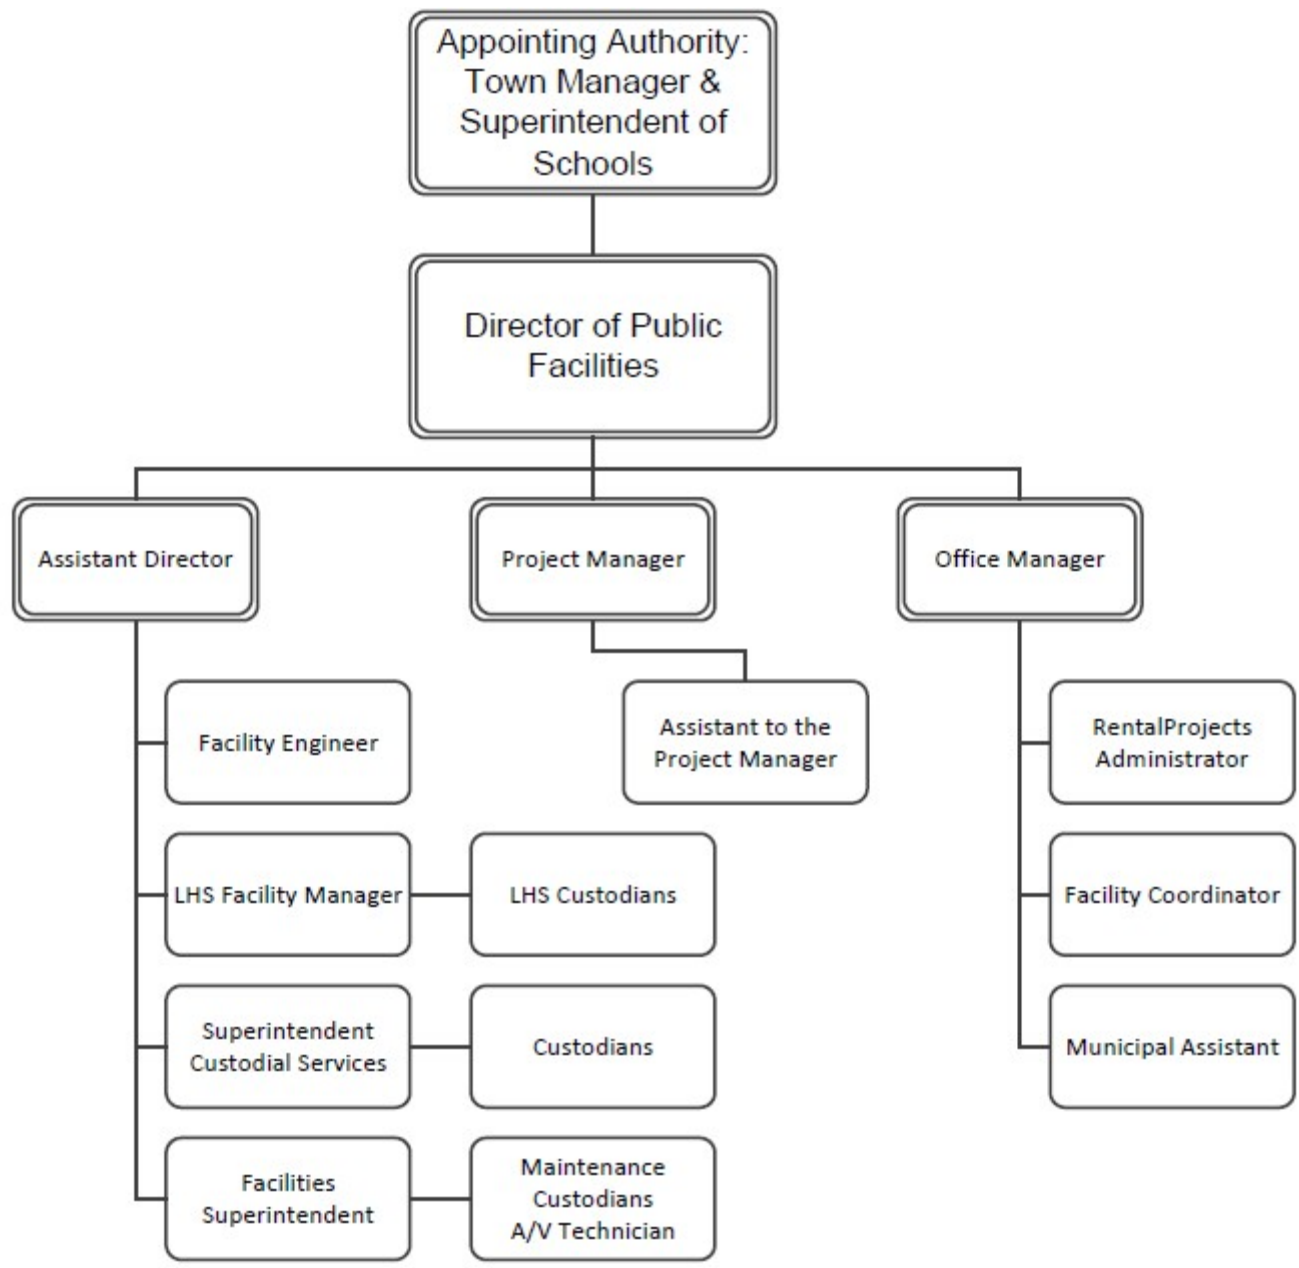 Appointing Authority:
Town Manager &
Superintendent of
Schools
Director of Public
Facilities
Assistant Director
Project Manager
Office Manager
Facility Engineer
Assistant to the
Project Manager
RentalProjects
Administrator
LHS Facility Manager
LHS Custodians
Facility Coordinator
Superintendent
Custodial Services
Custodians
Municipal Assistant
Facilities
Superintendent
Maintenance
Custodians
A/V Technician